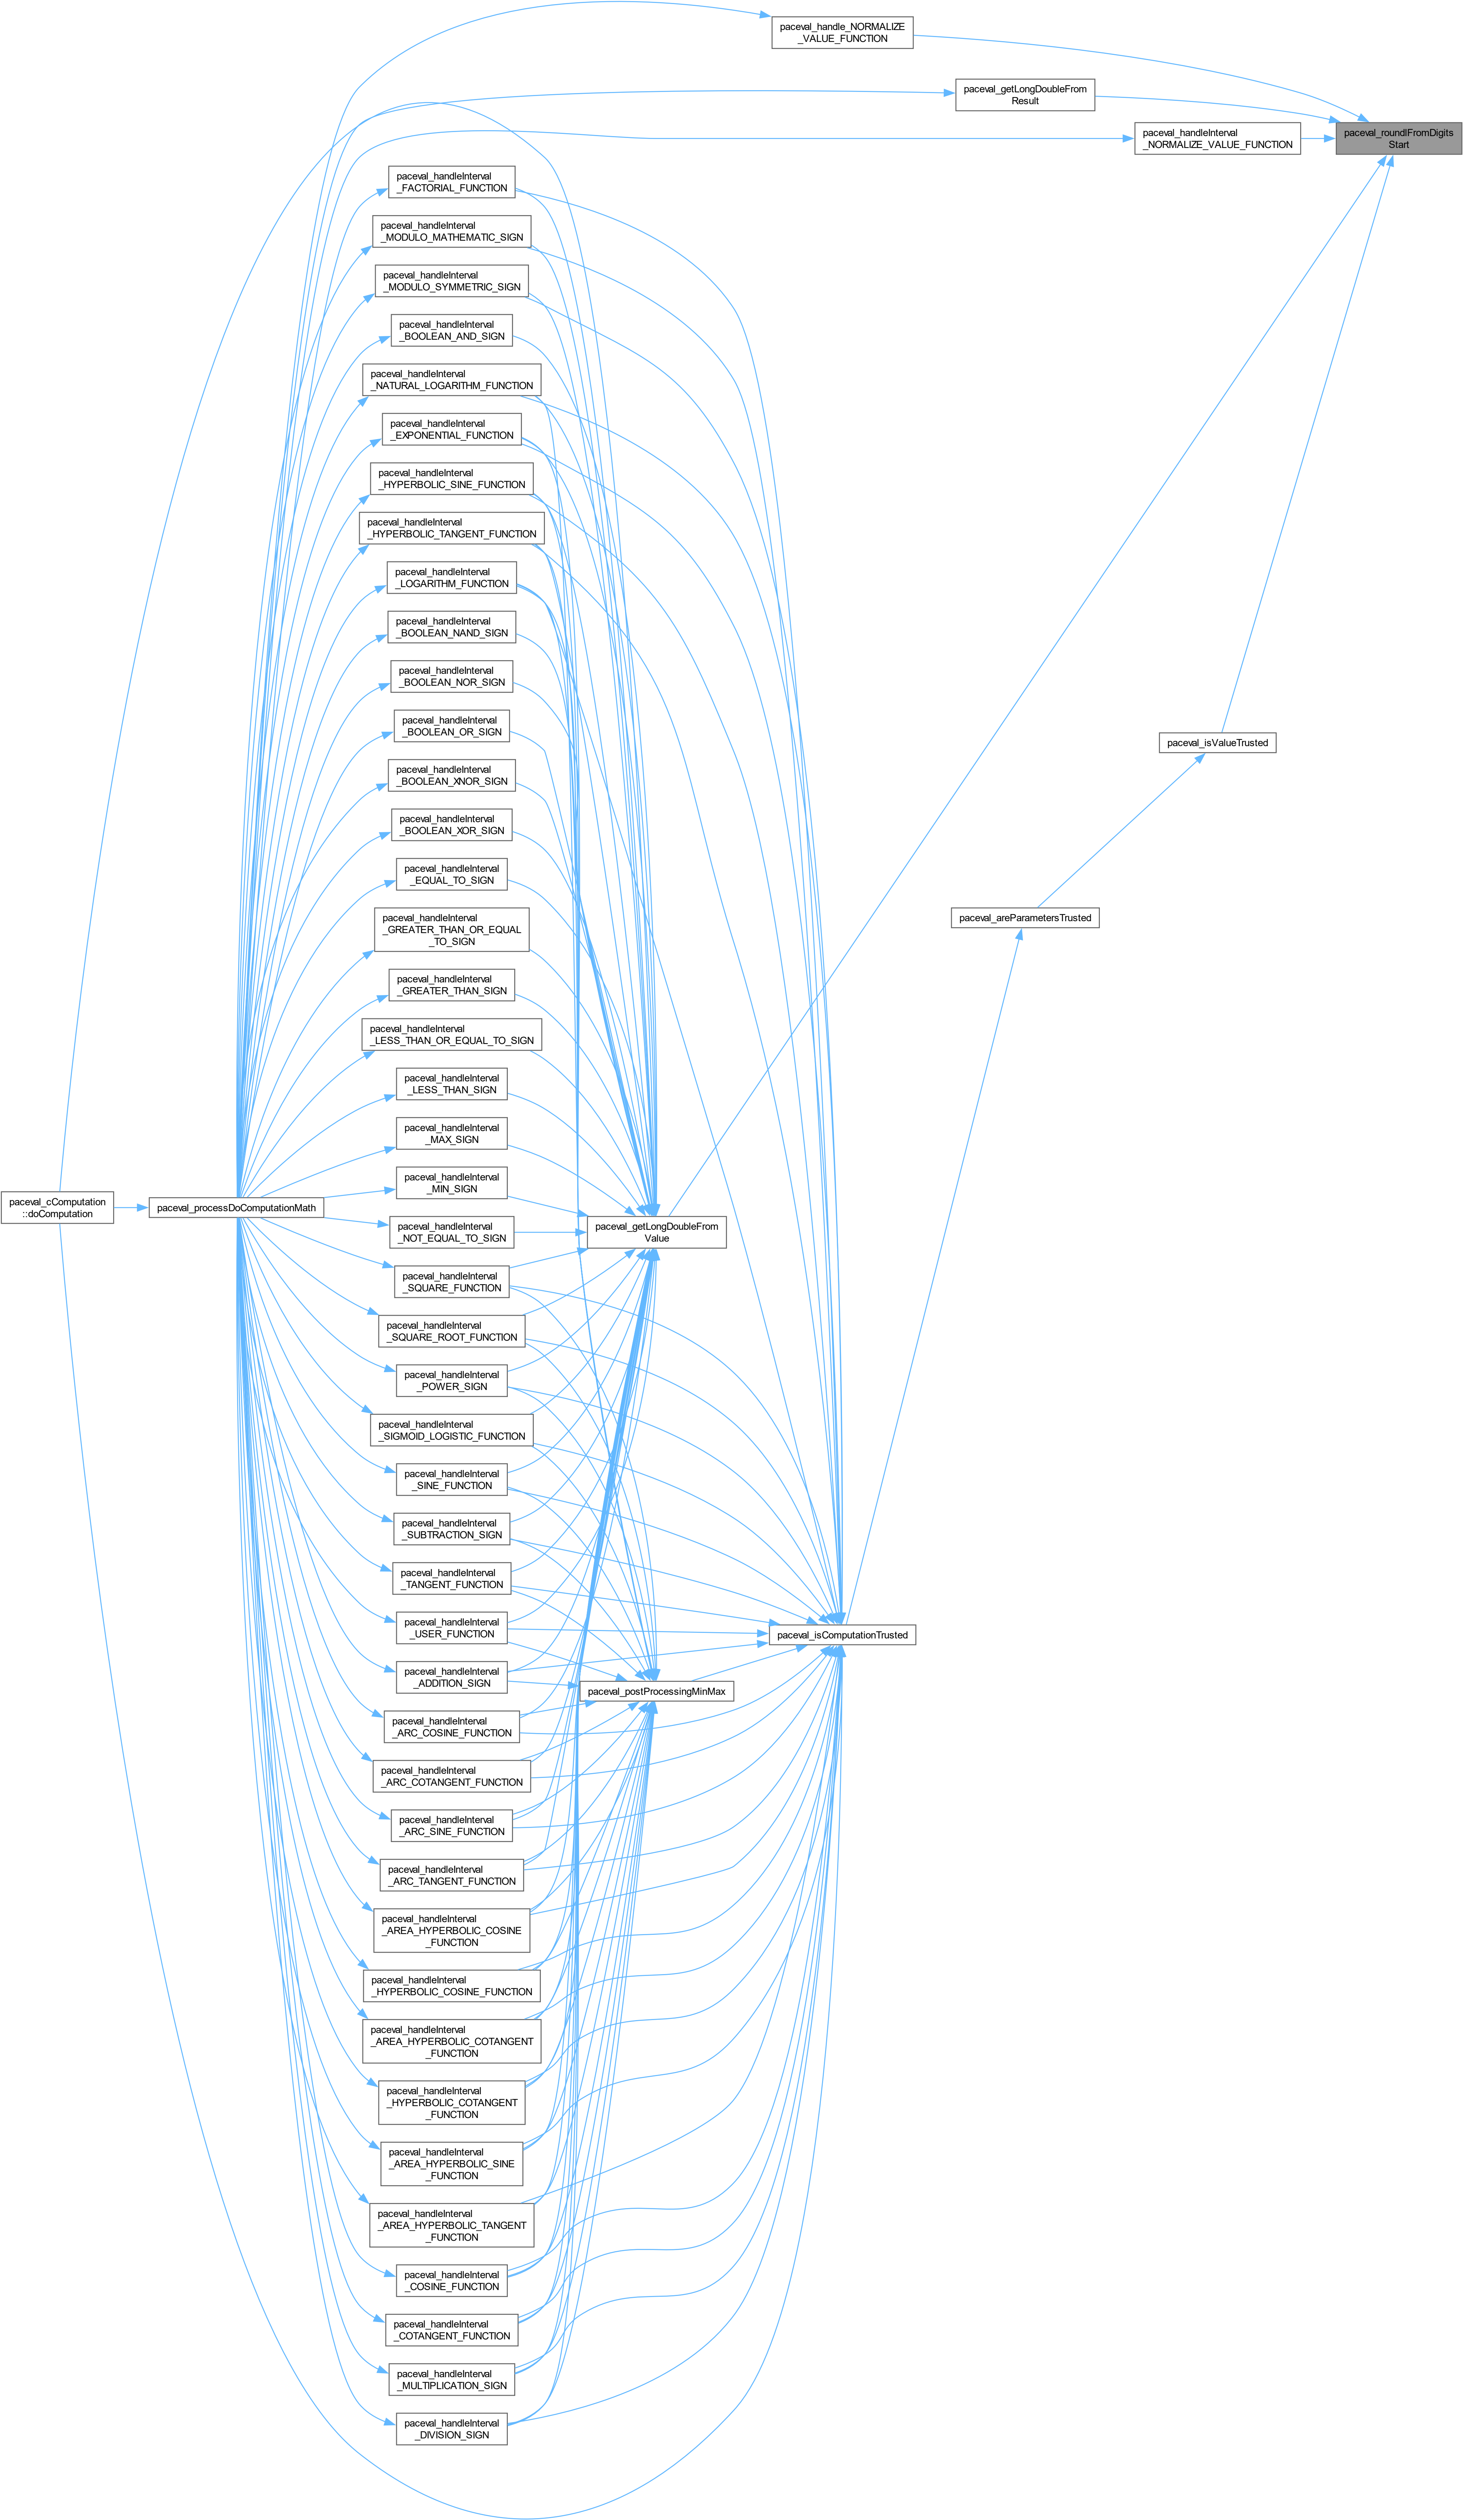 paceval_handle_NORMALIZE
_VALUE_FUNCTION
paceval_getLongDoubleFrom
Result
paceval_roundlFromDigits
Start
paceval_handleInterval
_NORMALIZE_VALUE_FUNCTION
paceval_handleInterval
_FACTORIAL_FUNCTION
paceval_handleInterval
_MODULO_MATHEMATIC_SIGN
paceval_handleInterval
_MODULO_SYMMETRIC_SIGN
paceval_handleInterval
_BOOLEAN_AND_SIGN
paceval_handleInterval
_NATURAL_LOGARITHM_FUNCTION
paceval_handleInterval
_EXPONENTIAL_FUNCTION
paceval_handleInterval
_HYPERBOLIC_SINE_FUNCTION
paceval_handleInterval
_HYPERBOLIC_TANGENT_FUNCTION
paceval_handleInterval
_LOGARITHM_FUNCTION
paceval_handleInterval
_BOOLEAN_NAND_SIGN
paceval_handleInterval
_BOOLEAN_NOR_SIGN
paceval_handleInterval
_BOOLEAN_OR_SIGN
paceval_isValueTrusted
paceval_handleInterval
_BOOLEAN_XNOR_SIGN
paceval_handleInterval
_BOOLEAN_XOR_SIGN
paceval_handleInterval
_EQUAL_TO_SIGN
paceval_handleInterval
_GREATER_THAN_OR_EQUAL
_TO_SIGN
paceval_areParametersTrusted
paceval_handleInterval
_GREATER_THAN_SIGN
paceval_handleInterval
_LESS_THAN_OR_EQUAL_TO_SIGN
paceval_handleInterval
_LESS_THAN_SIGN
paceval_handleInterval
_MAX_SIGN
paceval_handleInterval
_MIN_SIGN
paceval_cComputation
::doComputation
paceval_processDoComputationMath
paceval_handleInterval
_NOT_EQUAL_TO_SIGN
paceval_getLongDoubleFrom
Value
paceval_handleInterval
_SQUARE_FUNCTION
paceval_handleInterval
_SQUARE_ROOT_FUNCTION
paceval_handleInterval
_POWER_SIGN
paceval_handleInterval
_SIGMOID_LOGISTIC_FUNCTION
paceval_handleInterval
_SINE_FUNCTION
paceval_handleInterval
_SUBTRACTION_SIGN
paceval_handleInterval
_TANGENT_FUNCTION
paceval_handleInterval
_USER_FUNCTION
paceval_isComputationTrusted
paceval_handleInterval
_ADDITION_SIGN
paceval_postProcessingMinMax
paceval_handleInterval
_ARC_COSINE_FUNCTION
paceval_handleInterval
_ARC_COTANGENT_FUNCTION
paceval_handleInterval
_ARC_SINE_FUNCTION
paceval_handleInterval
_ARC_TANGENT_FUNCTION
paceval_handleInterval
_AREA_HYPERBOLIC_COSINE
_FUNCTION
paceval_handleInterval
_HYPERBOLIC_COSINE_FUNCTION
paceval_handleInterval
_AREA_HYPERBOLIC_COTANGENT
_FUNCTION
paceval_handleInterval
_HYPERBOLIC_COTANGENT
_FUNCTION
paceval_handleInterval
_AREA_HYPERBOLIC_SINE
_FUNCTION
paceval_handleInterval
_AREA_HYPERBOLIC_TANGENT
_FUNCTION
paceval_handleInterval
_COSINE_FUNCTION
paceval_handleInterval
_COTANGENT_FUNCTION
paceval_handleInterval
_MULTIPLICATION_SIGN
paceval_handleInterval
_DIVISION_SIGN